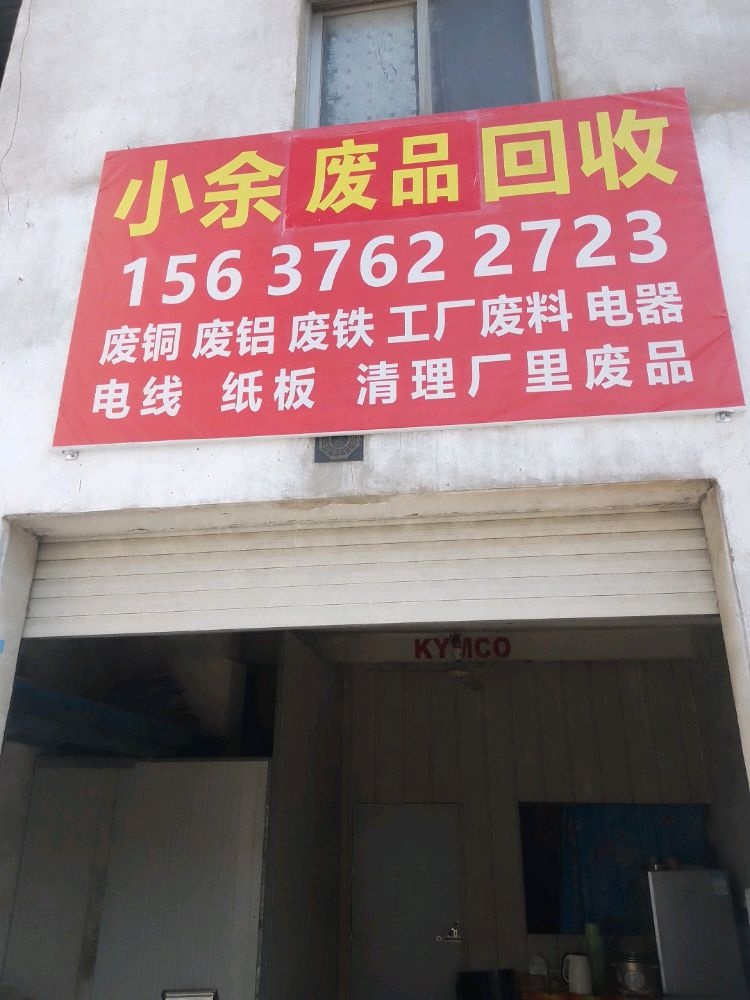 小余废品回收
156 3762 2723
废铜 废铝 废铁 工厂废料 电器
电线 纸板 清理厂里废品
KYMCO